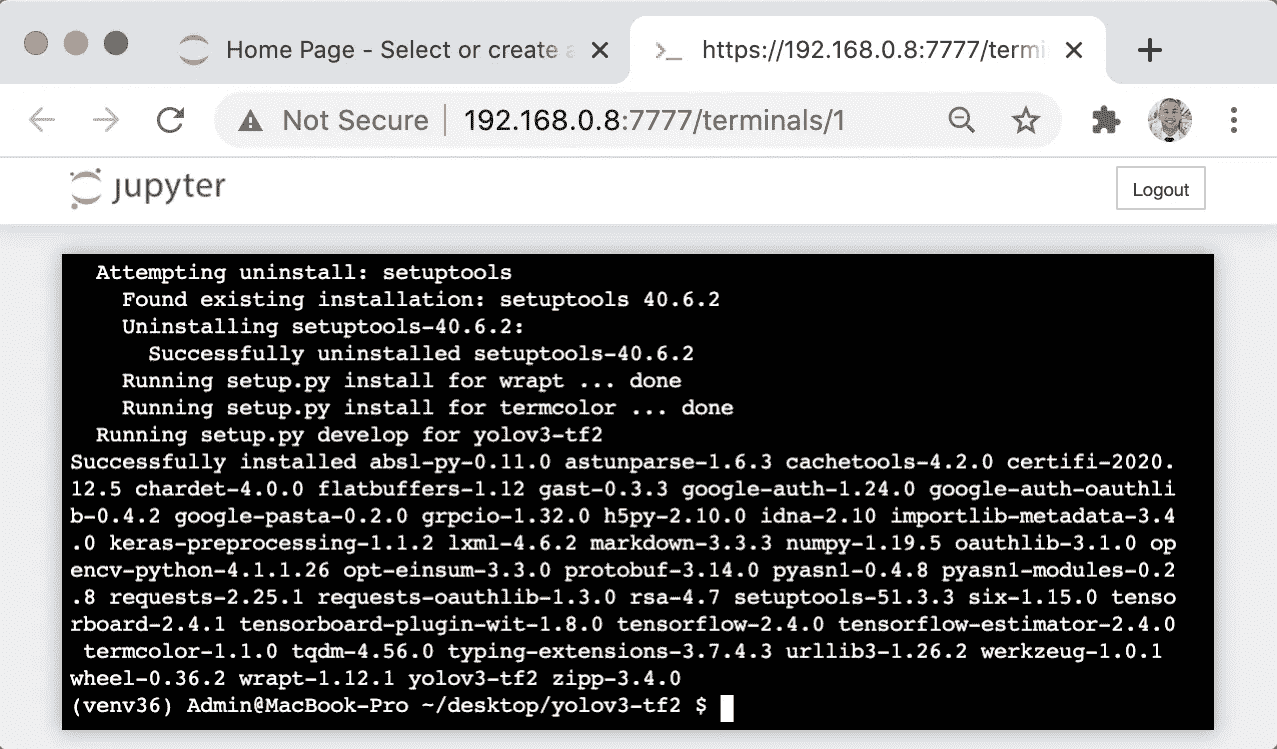 Home Page - Select or create a
https://192.168.0.8:7777/termi
Not Secure 192.168.0.8:7777/terminals/1
jupyter
Logout
Attempting uninstall: setuptools
Found existing installation: setuptools 40.6.2
Uninstalling setuptools-40.6.2:
Successfully uninstalled setuptools-40.6.2
Running setup.py install for wrapt ... done
Running setup.py install for termcolor ... done
Running setup.py develop for yolov3-tf2
Successfully installed absl-py-0.11.0 astunparse-1.6.3 cachetools-4.2.0 certifi-2020.
12.5 chardet-4.0.0 flatbuffers-1.12 gast-0.3.3 google-auth-1.24.0 google-auth-oauthli
b-0.4.2 google-pasta-0.2.0 grpcio-1.32.0 h5py-2.10.0 idna-2.10 importlib-metadata-3.4
.0 keras-preprocessing-1.1.2 lxml-4.6.2 markdown-3.3.3 numpy-1.19.5 oauthlib-3.1.0 op
encv-python-4.1.1.26 opt-einsum-3.3.0 protobuf-3.14.0 pyasn1-0.4.8 pyasn1-modules-0.2
.8 requests-2.25.1 requests-oauthlib-1.3.0 rsa-4.7 setuptools-51.3.3 six-1.15.0 tenso
rboard-2.4.1 tensorboard-plugin-wit-1.8.0 tensorflow-2.4.0 tensorflow-estimator-2.4.0
termcolor-1.1.0 tqdm-4.56.0 typing-extensions-3.7.4.3 urllib3-1.26.2 werkzeug-1.0.1
wheel-0.36.2 wrapt-1.12.1 yolov3-tf2 zipp-3.4.0
(venv36) Admin@MacBook-Pro ~/desktop/yolov3-tf2 $